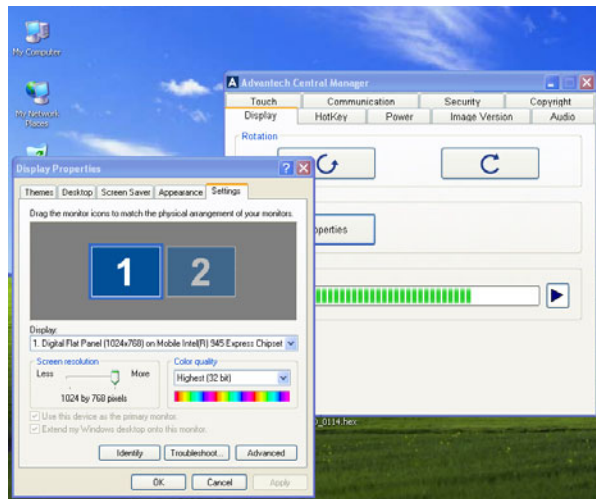 My Computer
My Network
Places
Advantech Central Manager
Touch
Communication
Security
Copyright
Display
HotKey
Power
Image Version
Audio
Rotation
operties
Display Properties
Themes
Desktop
Screen Saver
Appearance
Settings
Drag the monitor icons to match the physical arrangement of your monitors.
1
2
Display:
1. Digital Flat Panel (1024x768) on Mobile Intel(R) 945 Express Chipset
Screen resolution
Less
More
1024 by 768 pixels
Color quality
Highest (32 bit)
Use this device as the primary monitor.
Extend my Windows desktop onto this monitor.
Identify
Troubleshoot...
Advanced
OK
Cancel
Apply
_0114.hex